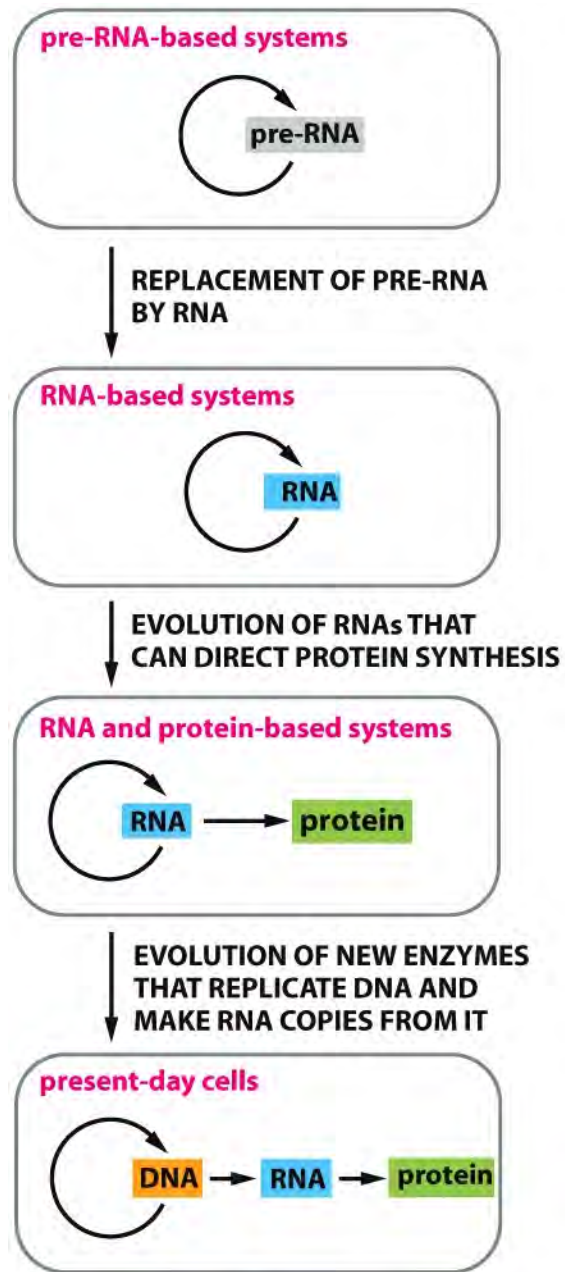 pre-RNA-based systems
pre-RNA
REPLACEMENT OF PRE-RNA
BY RNA
RNA-based systems
RNA
EVOLUTION OF RNAs THAT
CAN DIRECT PROTEIN SYNTHESIS
RNA and protein-based systems
RNA protein
EVOLUTION OF NEW ENZYMES
THAT REPLICATE DNA AND
MAKE RNA COPIES FROM IT
present-day cells
DNA RNA protein